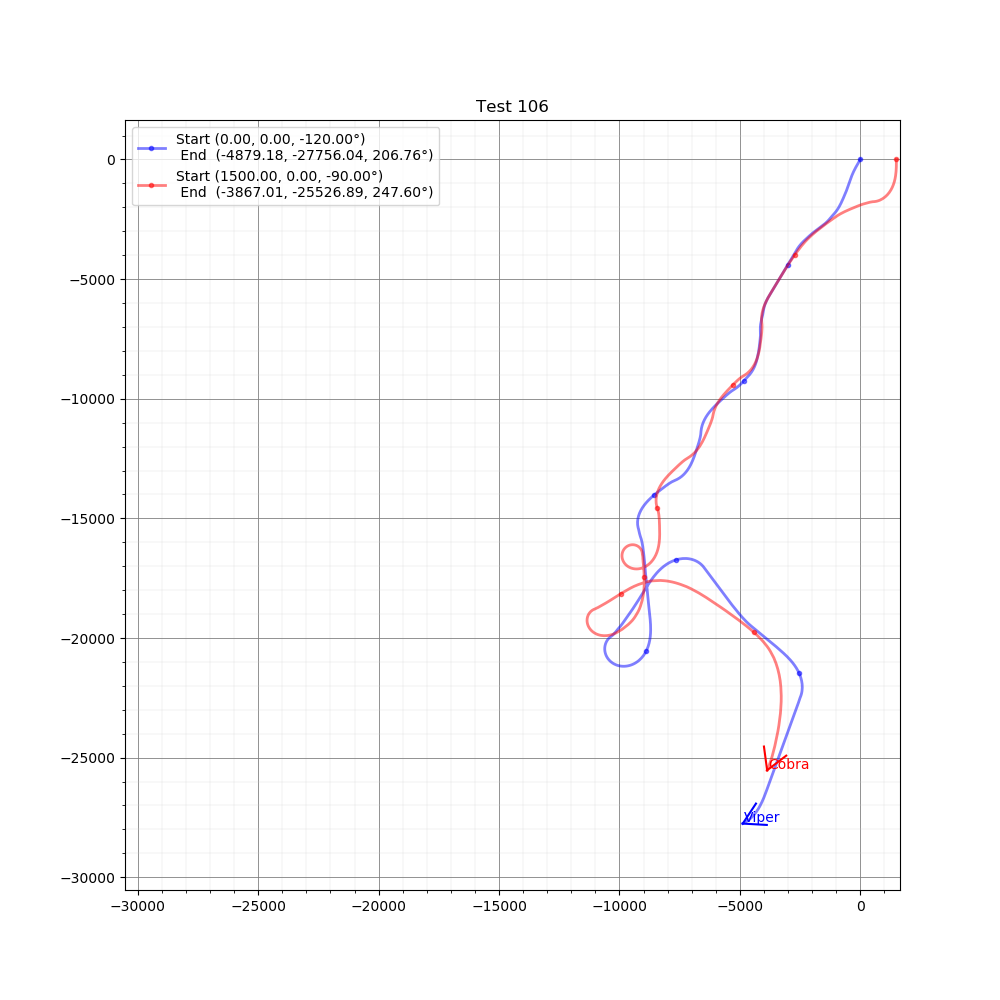 Test 106
Start (0.00, 0.00, -120.00°)
End  (-4879.18, -27756.04, 206.76°)
Start (1500.00, 0.00, -90.00°)
End  (-3867.01, -25526.89, 247.60°)
0
−5000
−10000
−15000
−20000
−25000
−30000
Cobra
Viper
−30000 −25000 −20000 −15000 −10000 −5000 0